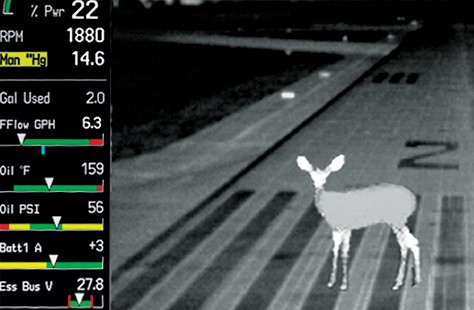 % Pwr 22
RPM 1880
Man "Hg 14.6
Gal Used 2.0
FFlow GPH 6.3
Oil °F 159
Oil PSI 56
Batt1 A +3
Ess Bus V 27.8
2